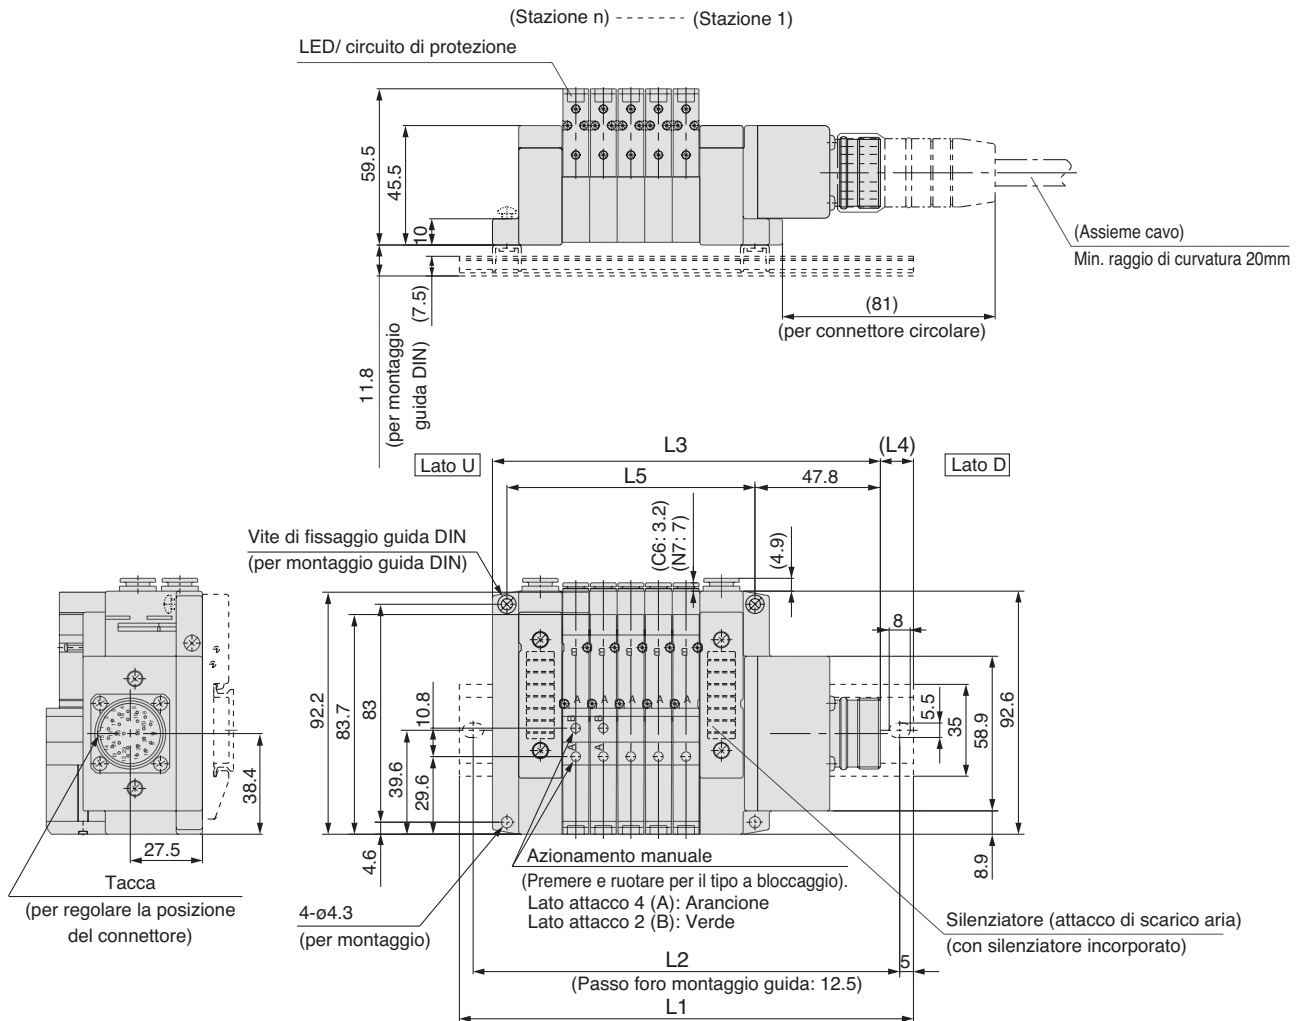 (Stazione n) ------ (Stazione 1)
LED/ circuito di protezione
59.5
45.5
10
(Assieme cavo)
Min. raggio di curvatura 20mm
(81)
(per connettore circolare)
(7.5)
11.8
(per montaggio
guida DIN)
L3
(L4)
Lato U
Lato D
L5
47.8
Vite di fissaggio guida DIN
(per montaggio guida DIN)
(C6: 3.2)
(N7: 7)
(4.9)
8
92.2
83.7
83
10.8
39.6
29.6
4.6
B
B
A
A
A
A
A
A
A
5.5
35
58.9
92.6
8.9
38.4
27.5
Tacca
(per regolare la posizione
del connettore)
4-ø4.3
(per montaggio)
Azionamento manuale
(Premere e ruotare per il tipo a bloccaggio).
Lato attacco 4 (A): Arancione
Lato attacco 2 (B): Verde
Silenziatore (attacco di scarico aria)
(con silenziatore incorporato)
L2
5
(Passo foro montaggio guida: 12.5)
L1